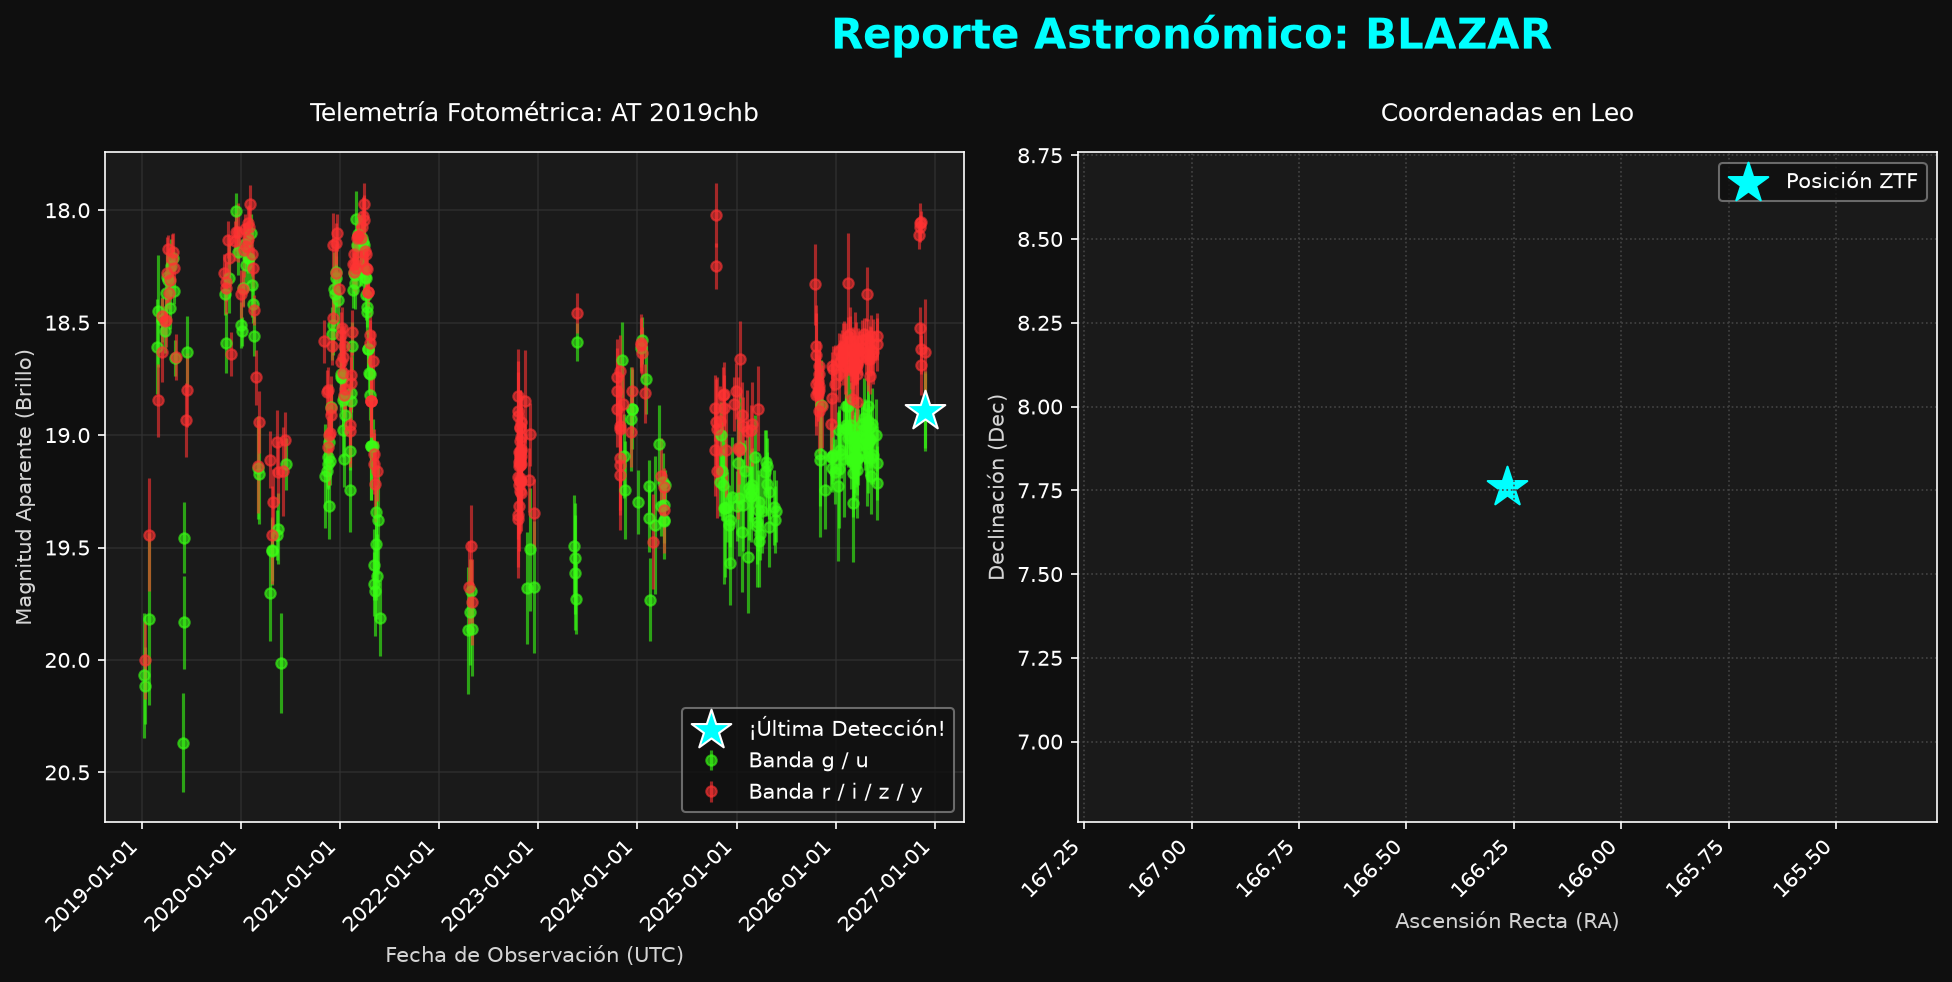 Reporte Astronómico: BLAZAR
Telemetría Fotométrica: AT 2019chb
Magnitud Aparente (Brillo)
18.0
18.5
19.0
19.5
20.0
20.5
¡Última Detección!
Banda g / u
Banda r / i / z / y
2019-01-01
2020-01-01
2021-01-01
2022-01-01
2023-01-01
2024-01-01
2025-01-01
2026-01-01
2027-01-01
Fecha de Observación (UTC)
Coordenadas en Leo
Declinación (Dec)
8.75
8.50
8.25
8.00
7.75
7.50
7.25
7.00
Posición ZTF
167.25
167.00
166.75
166.50
166.25
166.00
165.75
165.50
Ascensión Recta (RA)